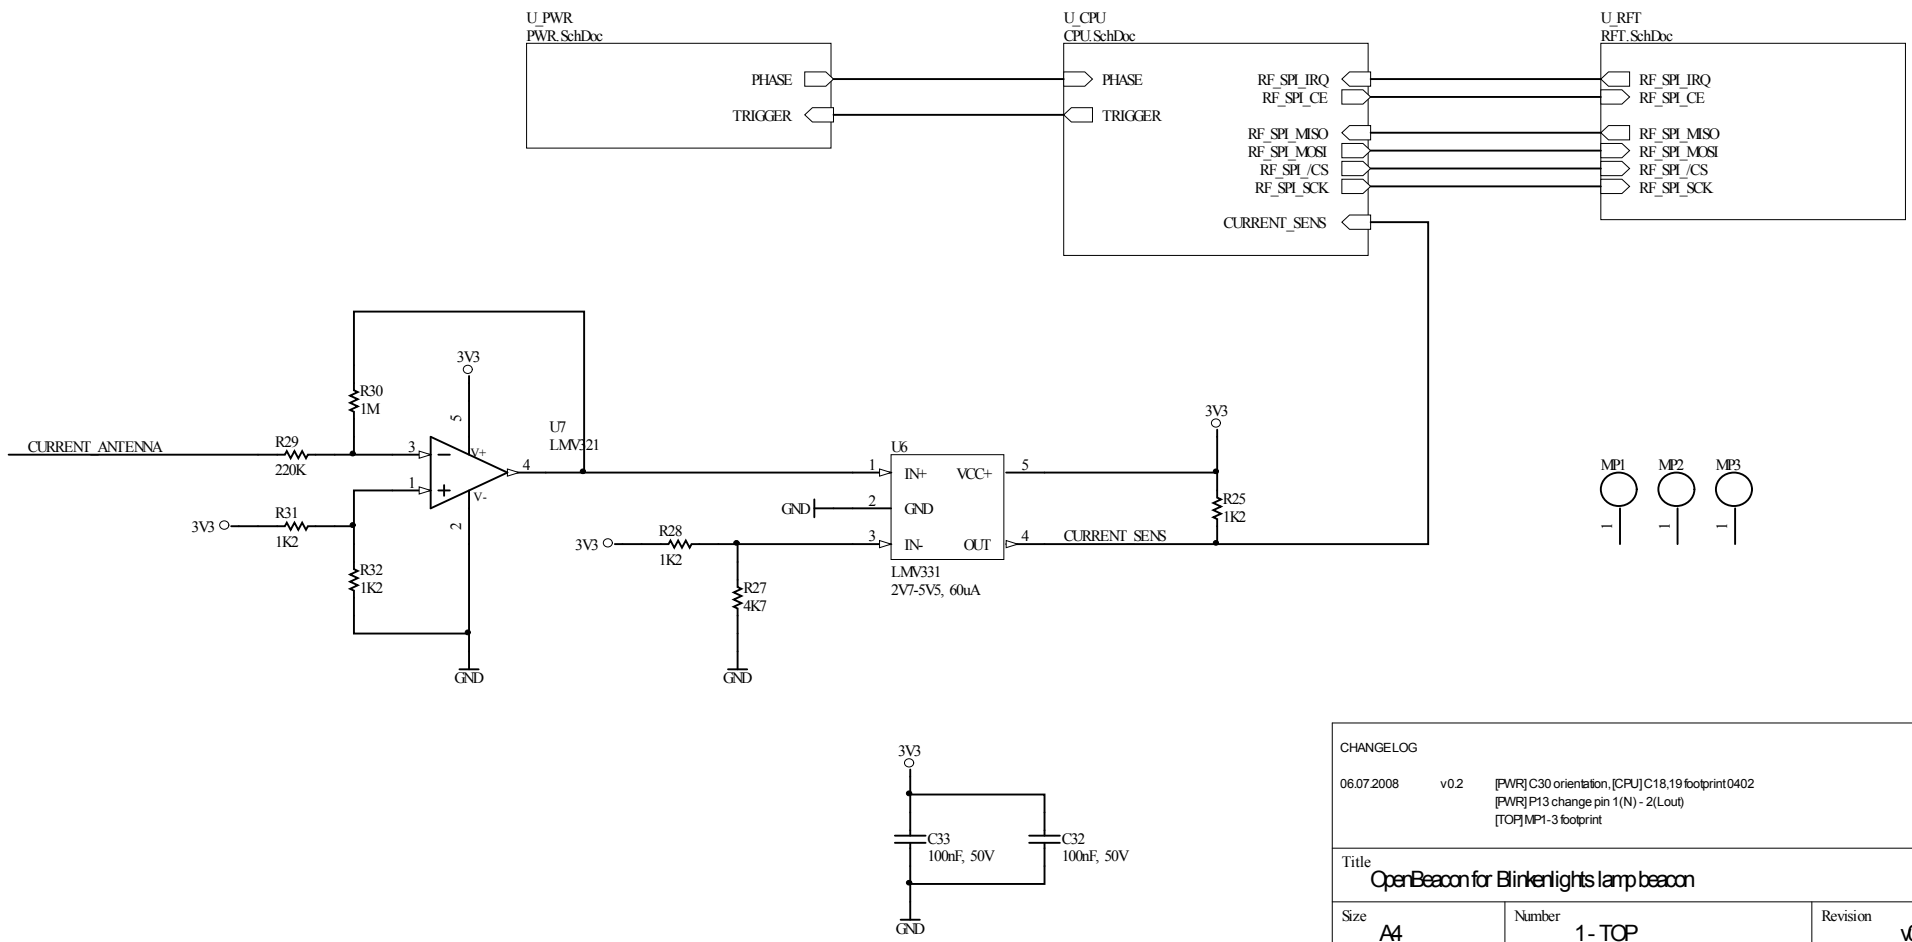 U_PWR
PWR.SchDoc
PHASE
TRIGGER
U_CPU
CPU.SchDoc
PHASE
TRIGGER
RF_SPI_IRQ
RF_SPI_CE
RF_SPI_MISO
RF_SPI_MOSI
RF_SPI_/CS
RF_SPI_SCK
CURRENT_SENS
U_RFT
RFT.SchDoc
RF_SPI_IRQ
RF_SPI_CE
RF_SPI_MISO
RF_SPI_MOSI
RF_SPI_/CS
RF_SPI_SCK
CURRENT_ANTENNA
R29
220K
R30
1M
3V3
5
V+
3
1
4
V-
2
U7
LMV321
3V3
R31
1K2
R32
1K2
GND
3V3
R28
1K2
R27
4K7
GND
U6
1
IN+
VCC+
5
GND
2
GND
3
IN-
OUT
4
LMV331
2V7-5V5, 60uA
CURRENT_SENS
3V3
R25
1K2
MP1
1
MP2
1
MP3
1
3V3
C33
100nF, 50V
C32
100nF, 50V
GND
CHANGELOG
06.07.2008 v0.2 [PWR] C30 orientation, [CPU] C18,19 footprint 0402
[PWR] P13 change pin 1(N) - 2(Lout)
[TOP] MP1-3 footprint
Title
OpenBeacon for Blinkenlights lamp beacon
Size
A4
Number
1 - TOP
Revision